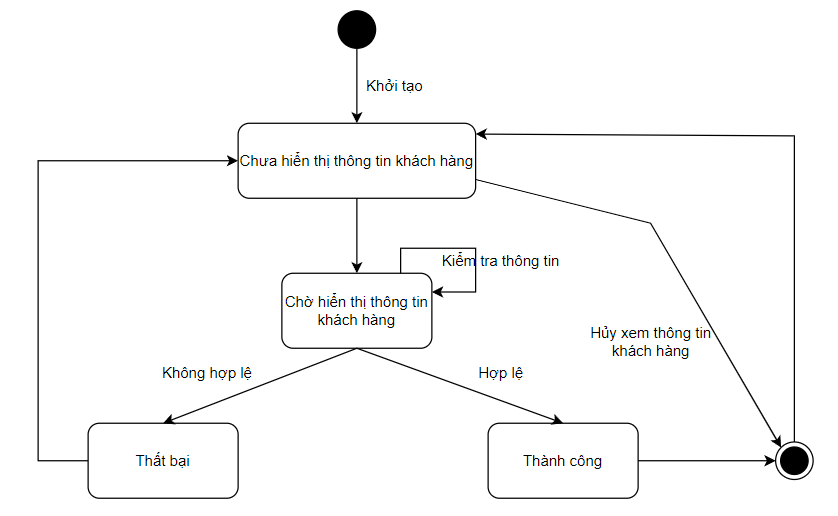 Khởi tạo
Chưa hiển thị thông tin khách hàng
Kiểm tra thông tin
Chờ hiển thị thông tin
khách hàng
Hủy xem thông tin
khách hàng
Không hợp lệ
Hợp lệ
Thất bại
Thành công